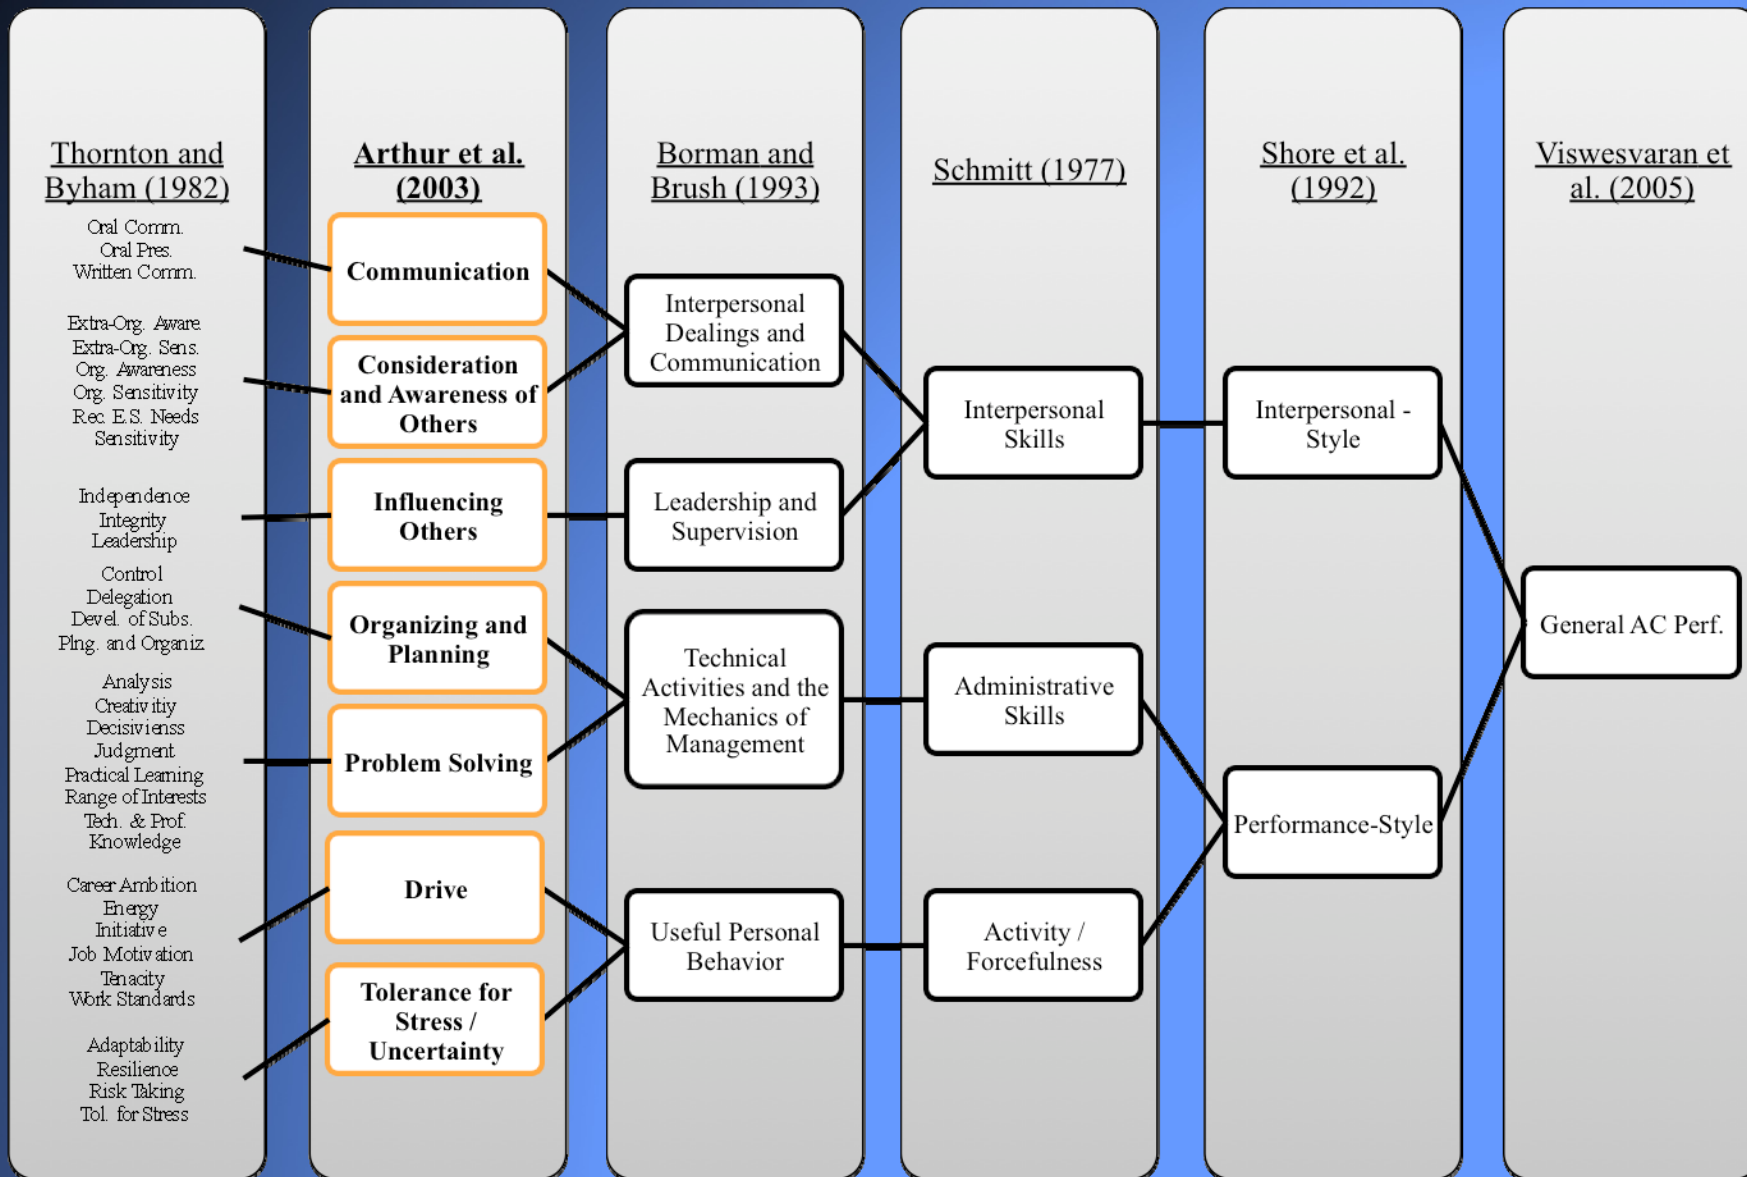 Thornton and
Byham (1982)
Oral Comm.
Oral Pres.
Written Comm.
Extra-Org. Aware
Extra-Org. Sens.
Org. Awareness
Org. Sensitivity
Rec. E.S. Needs
Sensitivity
Independence
Integrity
Leadership
Control
Delegation
Devel. of Subs.
Plng. and Organiz.
Analysis
Creativitiy
Decisivienss
Judgment
Practical Learning
Range of Interests
Tech. & Prof.
Knowledge
Career Ambition
Energy
Initiative
Job Motivation
Tenacity
Work Standards
Adaptability
Resilience
Risk Taking
Tol. for Stress
Arthur et al.
(2003)
Communication
Consideration
and Awareness of
Others
Influencing
Others
Organizing and
Planning
Problem Solving
Drive
Tolerance for
Stress /
Uncertainty
Borman and
Brush (1993)
Interpersonal
Dealings and
Communication
Leadership and
Supervision
Technical
Activities and the
Mechanics of
Management
Useful Personal
Behavior
Schmitt (1977)
Interpersonal
Skills
Administrative
Skills
Activity /
Forcefulness
Shore et al.
(1992)
Interpersonal -
Style
Performance-Style
Viswesvaran et
al. (2005)
General AC Perf.